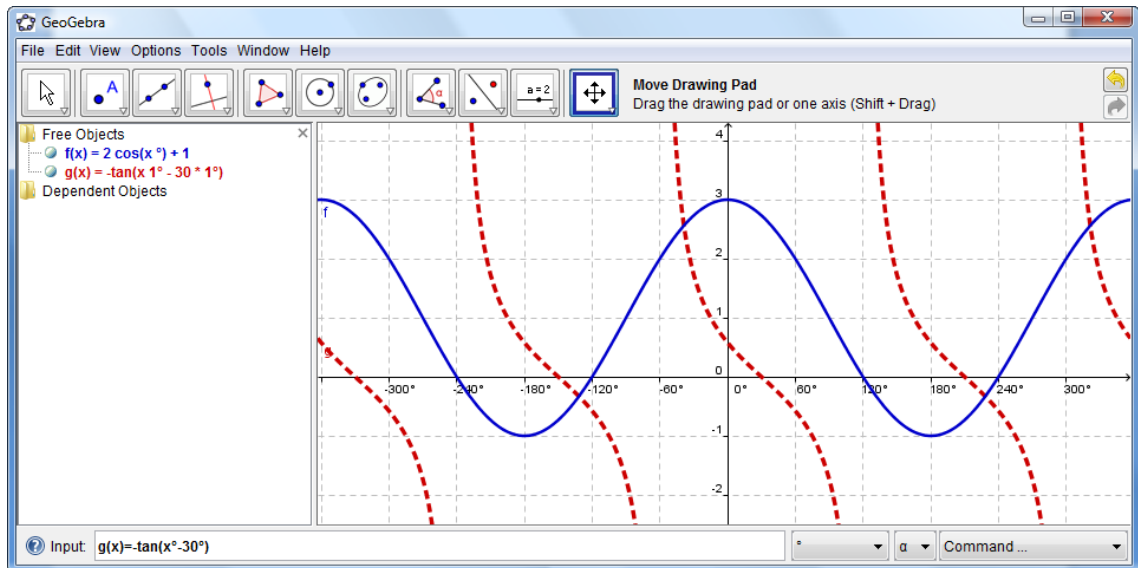 GeoGebra
File Edit View Options Tools Window Help
A
α
a = 2
Move Drawing Pad
Drag the drawing pad or one axis (Shift + Drag)
Free Objects
f(x) = 2 cos(x °) + 1
g(x) = -tan(x 1° - 30 * 1°)
Dependent Objects
f
g
4
3
2
1
0
-1
-2
-300° -240° -180° -120° -60° 0° 60° 120° 180° 240° 300°
Input: g(x)=-tan(x°-30°)
° α Command ...